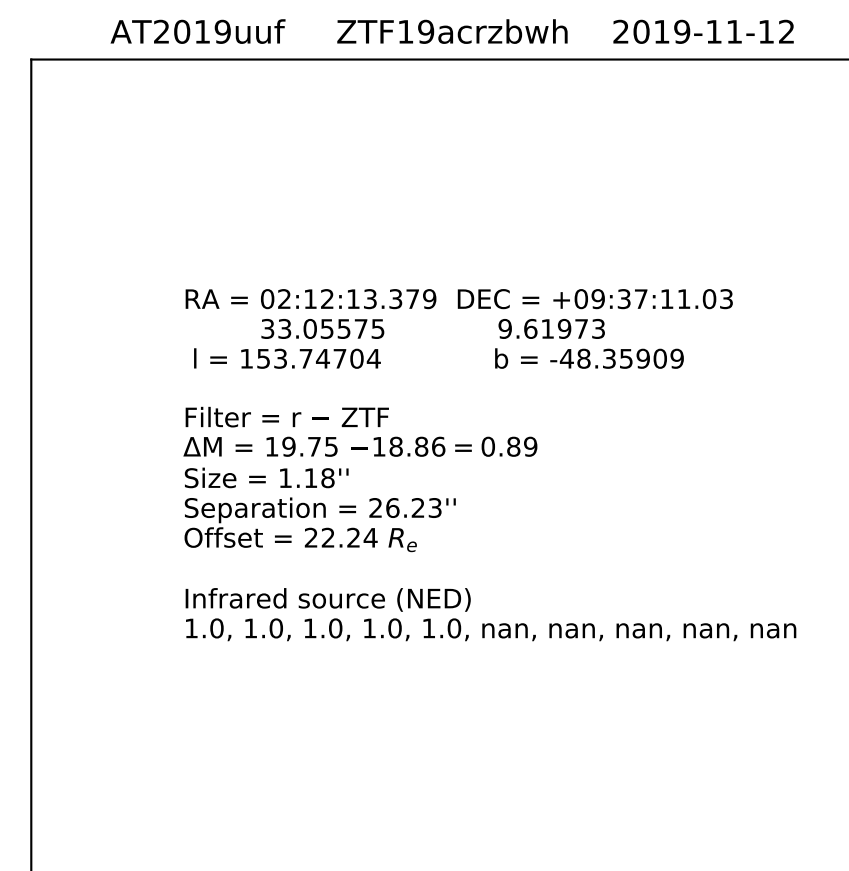 AT2019uuf ZTF19acrzbwh 2019-11-12
RA = 02:12:13.379 DEC = +09:37:11.03
33.05575 9.61973
l = 153.74704 b = -48.35909
Filter = r − ZTF
ΔM = 19.75 −18.86 = 0.89
Size = 1.18''
Separation = 26.23''
Offset = 22.24 Re
Infrared source (NED)
1.0, 1.0, 1.0, 1.0, 1.0, nan, nan, nan, nan, nan